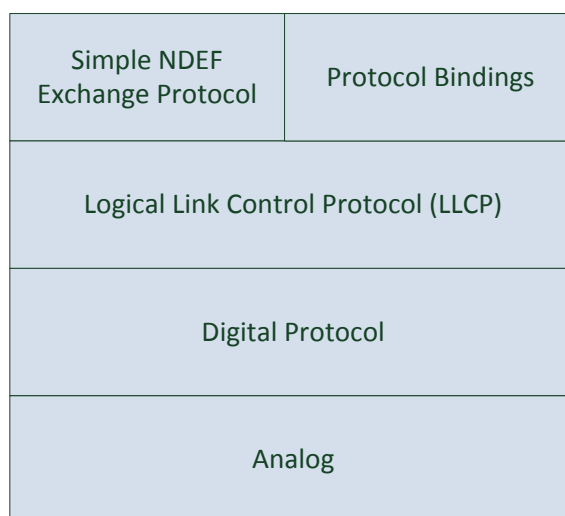 Simple NDEF
Exchange Protocol
Protocol Bindings
Logical Link Control Protocol (LLCP)
Digital Protocol
Analog